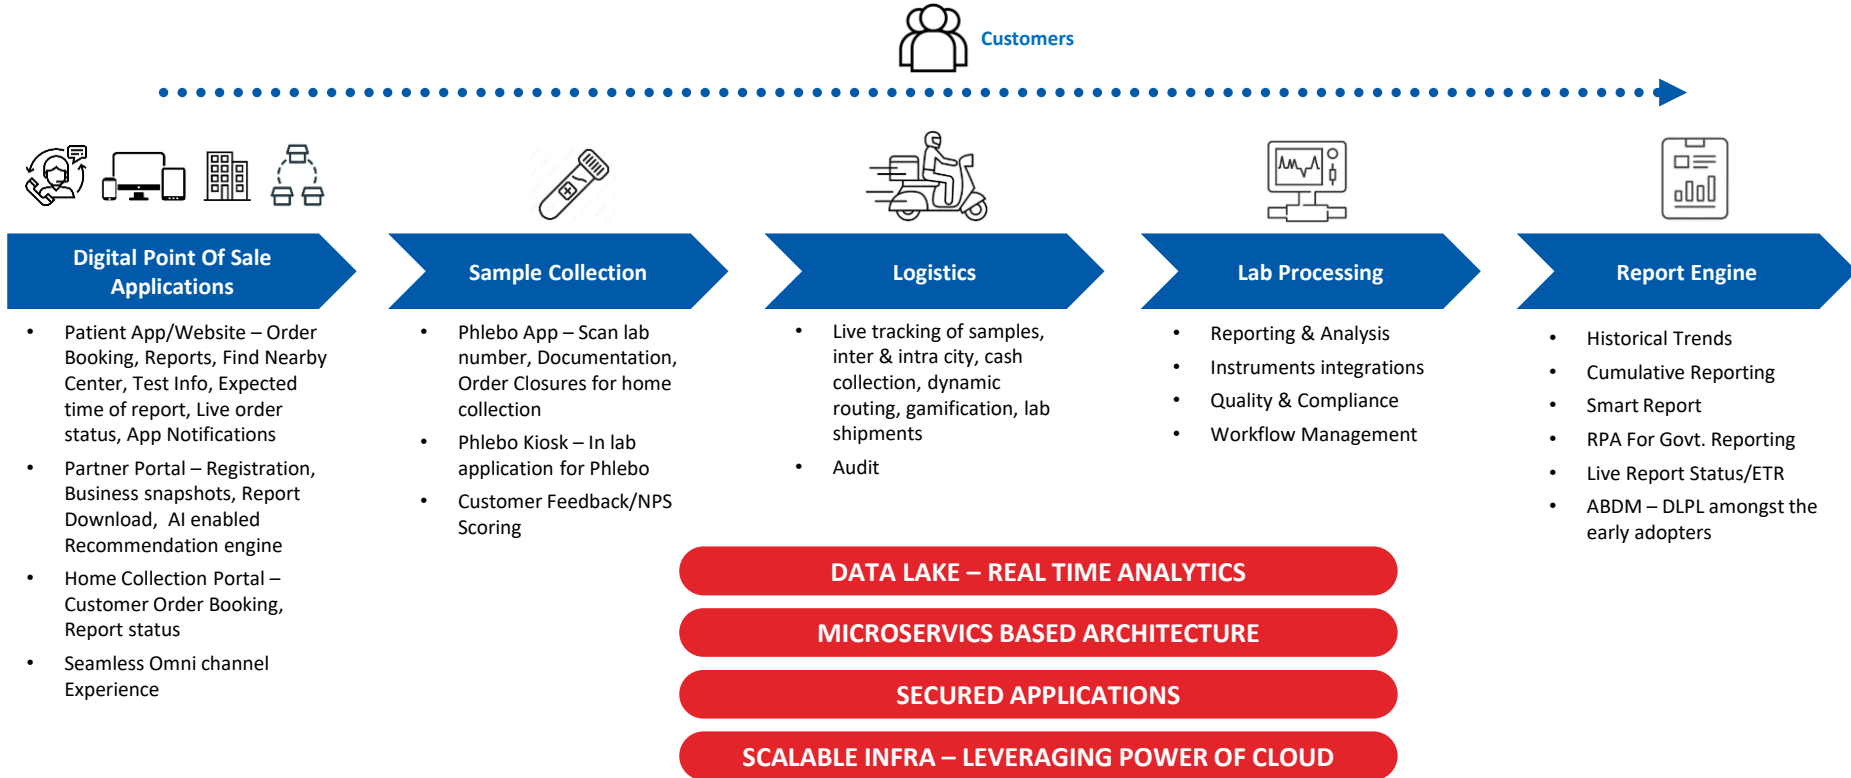 Customers
Digital Point Of Sale
Applications
Sample Collection
Logistics
Lab Processing
Report Engine
• Patient App/Website – Order
Booking, Reports, Find Nearby
Center, Test Info, Expected
time of report, Live order
status, App Notifications
• Partner Portal – Registration,
Business snapshots, Report
Download, AI enabled
Recommendation engine
• Home Collection Portal –
Customer Order Booking,
Report status
• Seamless Omni channel
Experience
• Phlebo App – Scan lab
number, Documentation,
Order Closures for home
collection
• Phlebo Kiosk – In lab
application for Phlebo
• Customer Feedback/NPS
Scoring
• Live tracking of samples,
inter & intra city, cash
collection, dynamic
routing, gamification, lab
shipments
• Audit
• Reporting & Analysis
• Instruments integrations
• Quality & Compliance
• Workflow Management
• Historical Trends
• Cumulative Reporting
• Smart Report
• RPA For Govt. Reporting
• Live Report Status/ETR
• ABDM – DLPL amongst the
early adopters
DATA LAKE – REAL TIME ANALYTICS
MICROSERVICS BASED ARCHITECTURE
SECURED APPLICATIONS
SCALABLE INFRA – LEVERAGING POWER OF CLOUD